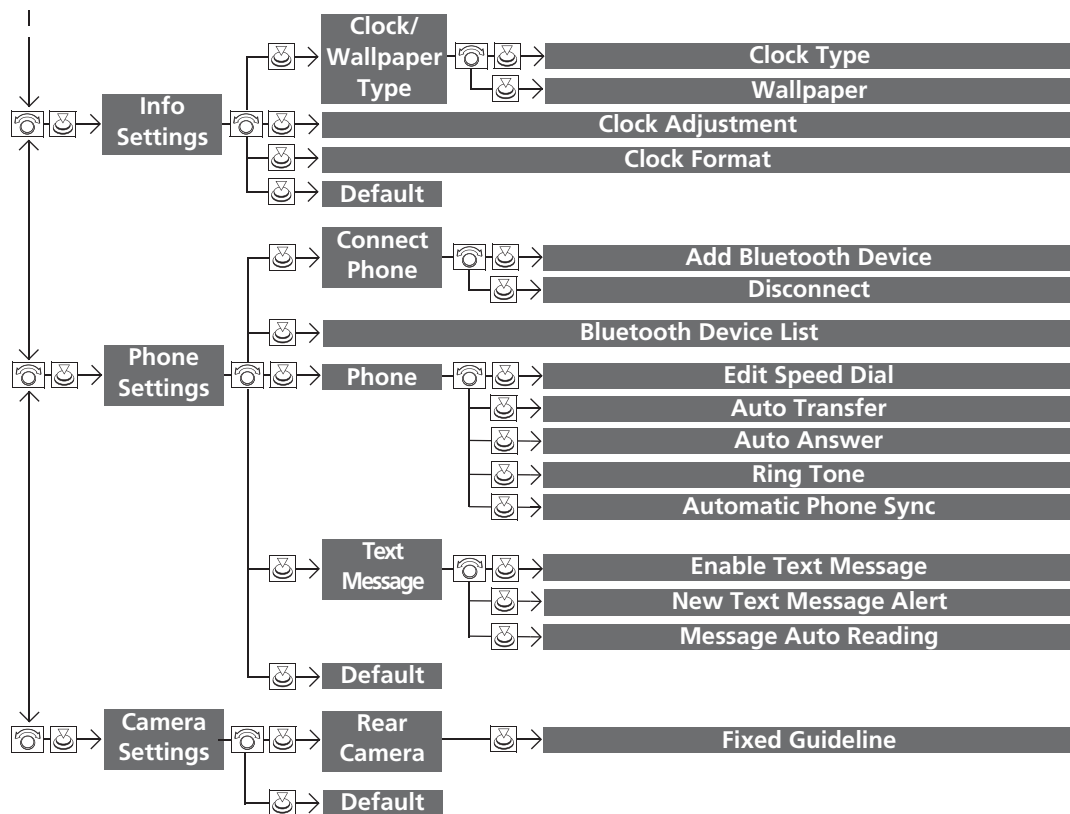 Clock/
Wallpaper
Type
Clock Type
Wallpaper
Info
Settings
Clock Adjustment
Clock Format
Default
Connect
Phone
Add Bluetooth Device
Disconnect
Bluetooth Device List
Phone
Settings
Phone
Edit Speed Dial
Auto Transfer
Auto Answer
Ring Tone
Automatic Phone Sync
Text
Message
Enable Text Message
New Text Message Alert
Message Auto Reading
Default
Camera
Settings
Rear
Camera
Fixed Guideline
Default